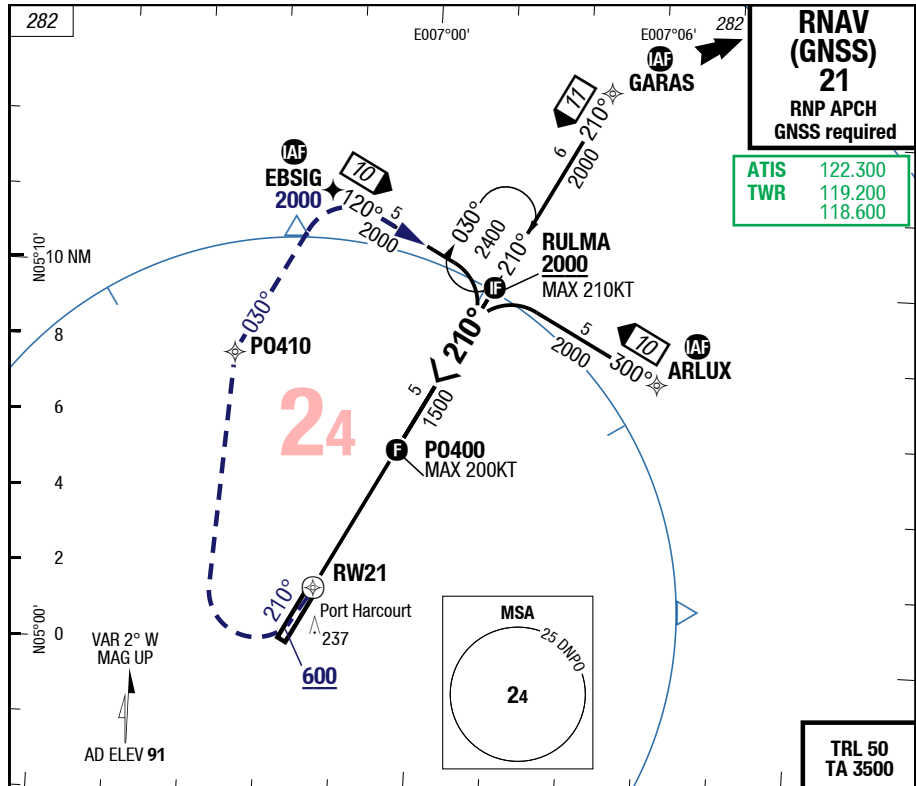 282
E007°00'
E007°06'
282
RNAV
(GNSS)
21
RNP APCH
GNSS required
ATIS 122.300
TWR 119.200
118.600
IAF
GARAS
11
210°
6
2000
IAF
EBSIG
2000
10
120°
5
2000
030°
2400
210°
RULMA
2000
IF
MAX 210KT
N05°10'
10 NM
8
6
4
2
0
N05°00'
030°
PO410
210°
5
2000
10
300°
IAF
ARLUX
24
5
1500
F
PO400
MAX 200KT
RW21
210°
Port Harcourt
237
600
VAR 2° W
MAG UP
AD ELEV 91
MSA
25 DNPO
24
TRL 50
TA 3500